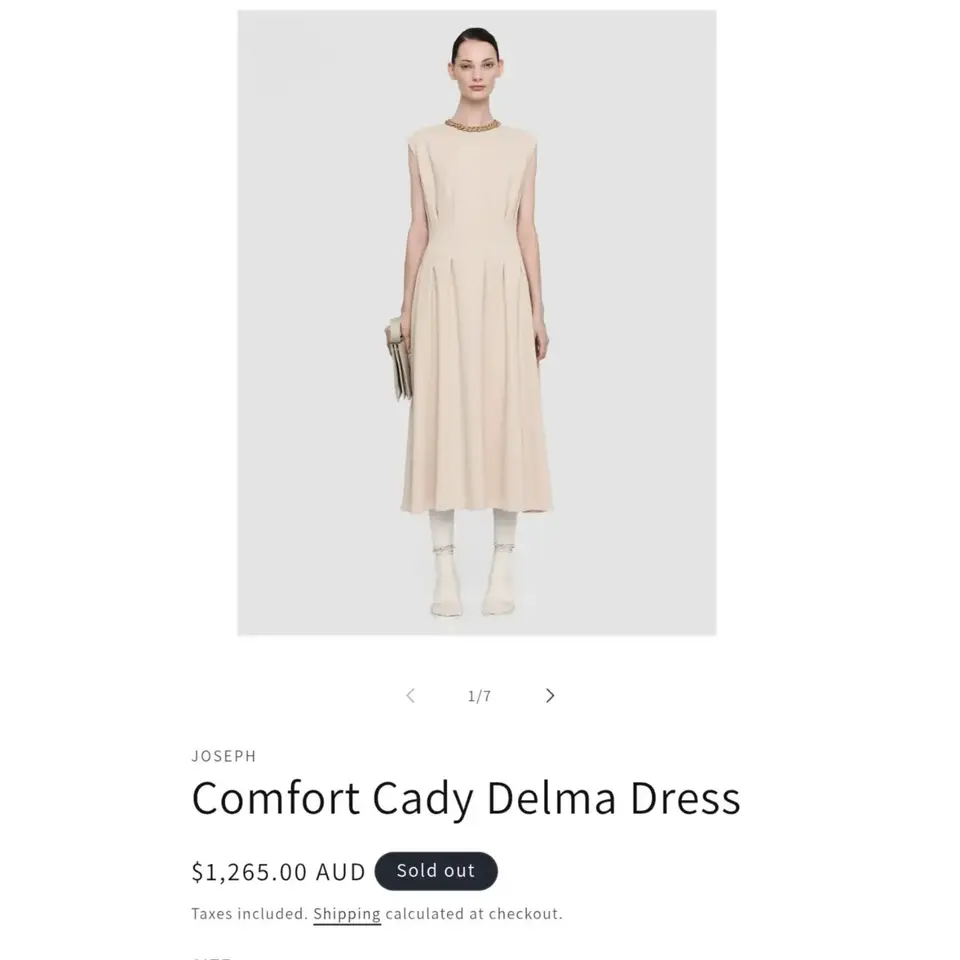 1/7
JOSEPH
Comfort Cady Delma Dress
$1,265.00 AUD Sold out
Taxes included. Shipping calculated at checkout.